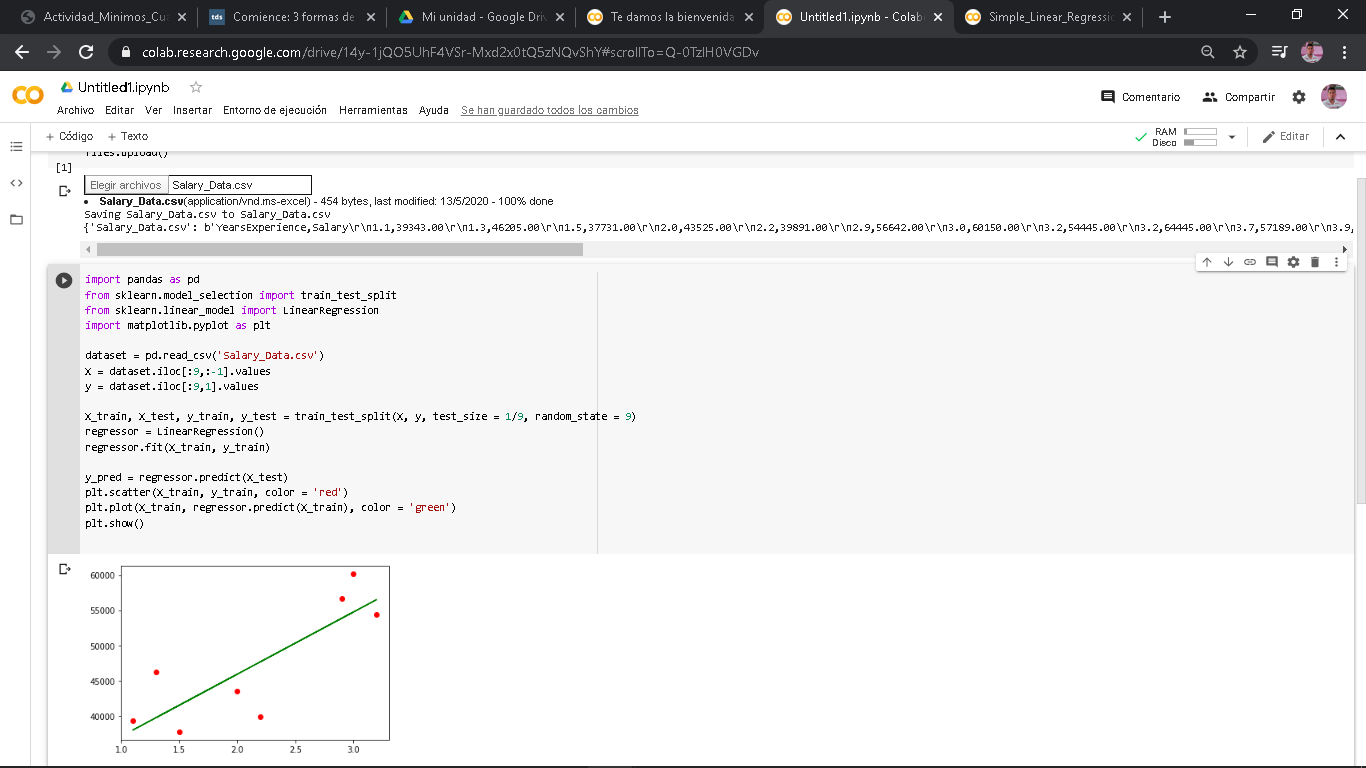 Actividad_Minimos_Cua
Comience: 3 formas de
Mi unidad - Google Driv
Te damos la bienvenida
Untitled1.ipynb - Colab
Simple_Linear_Regressio
colab.research.google.com/drive/14y-1jQO5UhF4VSr-Mxd2x0tQ5zNQvShY#scrollTo=Q-0TzIH0VGDv
Untitled1.ipynb
Archivo Editar Ver Insertar Entorno de ejecución Herramientas Ayuda Se han guardado todos los cambios
Comentario Compartir
+ Código + Texto
RAM
Disco
Editar
files.upload()
[1]
Elegir archivos Salary_Data.csv
• Salary_Data.csv(application/vnd.ms-excel) - 454 bytes, last modified: 13/5/2020 - 100% done
Saving Salary_Data.csv to Salary_Data.csv
{'Salary_Data.csv': b'YearsExperience,Salary\r\n1.1,39343.00\r\n1.3,46205.00\r\n1.5,37731.00\r\n2.0,43525.00\r\n2.2,39891.00\r\n2.9,56642.00\r\n3.0,60150.00\r\n3.2,54445.00\r\n3.2,64445.00\r\n3.7,57189.00\r\n3.9,
import pandas as pd
from sklearn.model_selection import train_test_split
from sklearn.linear_model import LinearRegression
import matplotlib.pyplot as plt
dataset = pd.read_csv('Salary_Data.csv')
X = dataset.iloc[:9,:-1].values
y = dataset.iloc[:9,1].values
X_train, X_test, y_train, y_test = train_test_split(X, y, test_size = 1/9, random_state = 9)
regressor = LinearRegression()
regressor.fit(X_train, y_train)
y_pred = regressor.predict(X_test)
plt.scatter(X_train, y_train, color = 'red')
plt.plot(X_train, regressor.predict(X_train), color = 'green')
plt.show()
60000
55000
50000
45000
40000
1.0 1.5 2.0 2.5 3.0